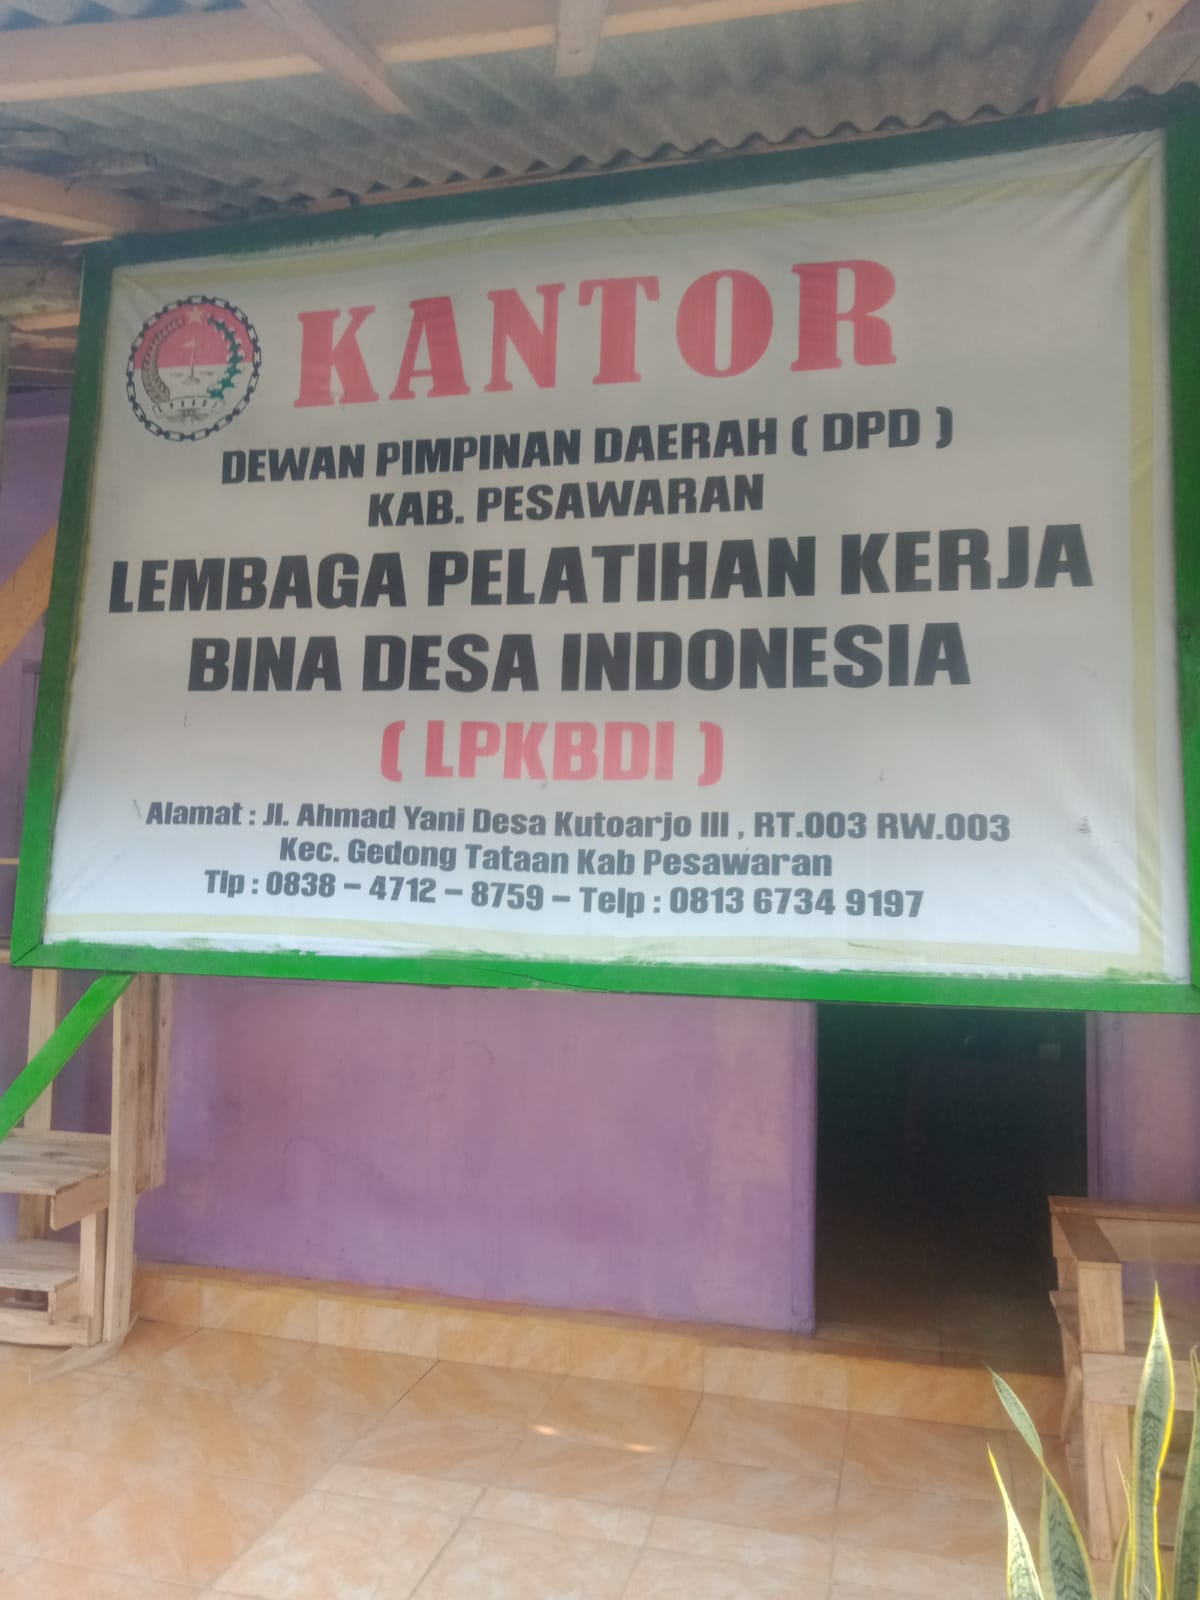 KANTOR
DEWAN PIMPINAN DAERAH ( DPD )
KAB. PESAWARAN
LEMBAGA PELATIHAN KERJA
BINA DESA INDONESIA
( LPKBDI )
Alamat : Jl. Ahmad Yani Desa Kutoarjo III , RT.003 RW.003
Kec. Gedong Tataan Kab Pesawaran
Tlp : 0838 – 4712 – 8759 – Telp : 0813 6734 9197